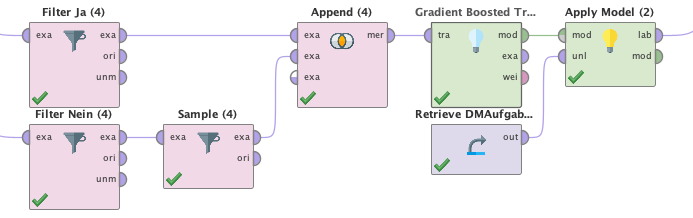 Filter Ja (4)
exa exa
ori
unm
Append (4)
exa mer
exa
exa
Gradient Boosted Tr...
tra mod
exa
wei
Apply Model (2)
mod lab
unl mod
Filter Nein (4)
exa exa
ori
unm
Sample (4)
exa exa
ori
Retrieve DMAufgab...
out